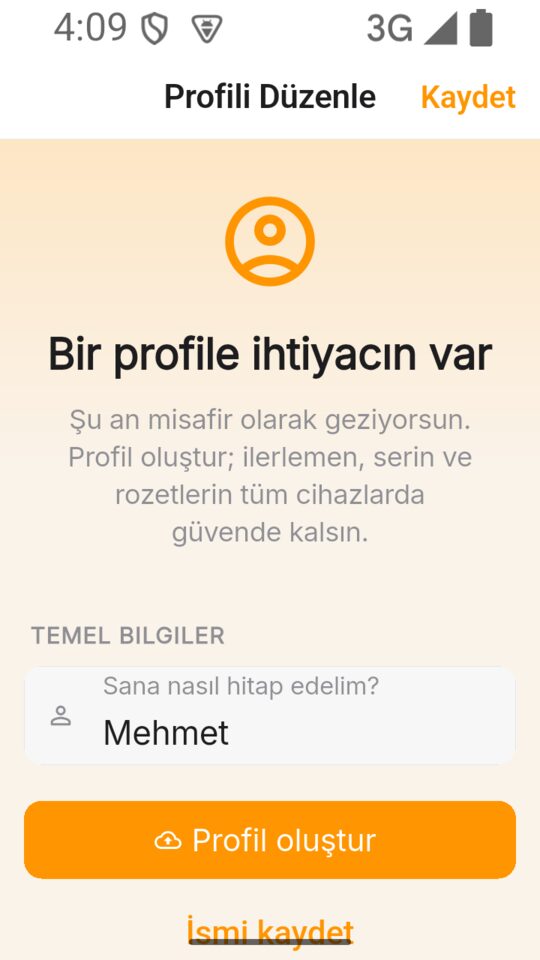 4:09 3G
Profili Düzenle Kaydet
Bir profile ihtiyacın var
Şu an misafir olarak geziyorsun.
Profil oluştur; ilerlemen, serin ve
rozetlerin tüm cihazlarda
güvende kalsın.
TEMEL BILGILER
Sana nasıl hitap edelim?
Mehmet
Profil oluştur
İsmi kaydet